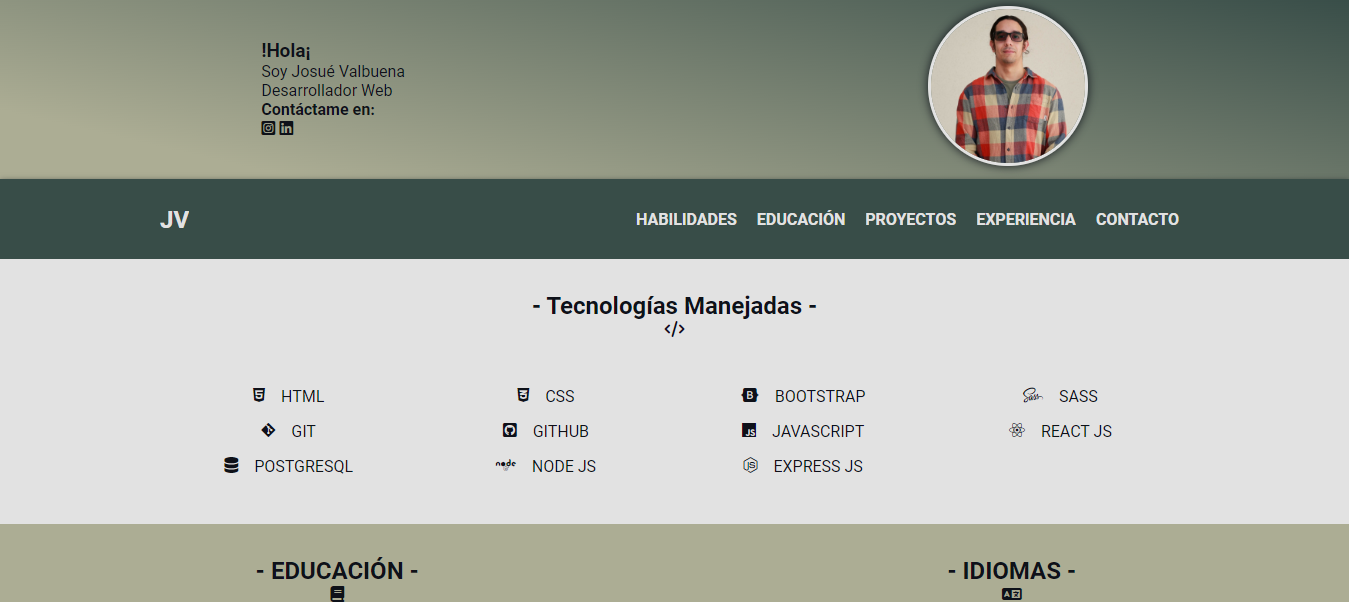 !Hola¡
Soy Josué Valbuena
Desarrollador Web
Contáctame en:
JV
HABILIDADES EDUCACIÓN PROYECTOS EXPERIENCIA CONTACTO
- Tecnologías Manejadas -
</>
HTML CSS BOOTSTRAP SASS
GIT GITHUB JAVASCRIPT REACT JS
POSTGRESQL NODE JS EXPRESS JS
- EDUCACIÓN - - IDIOMAS -